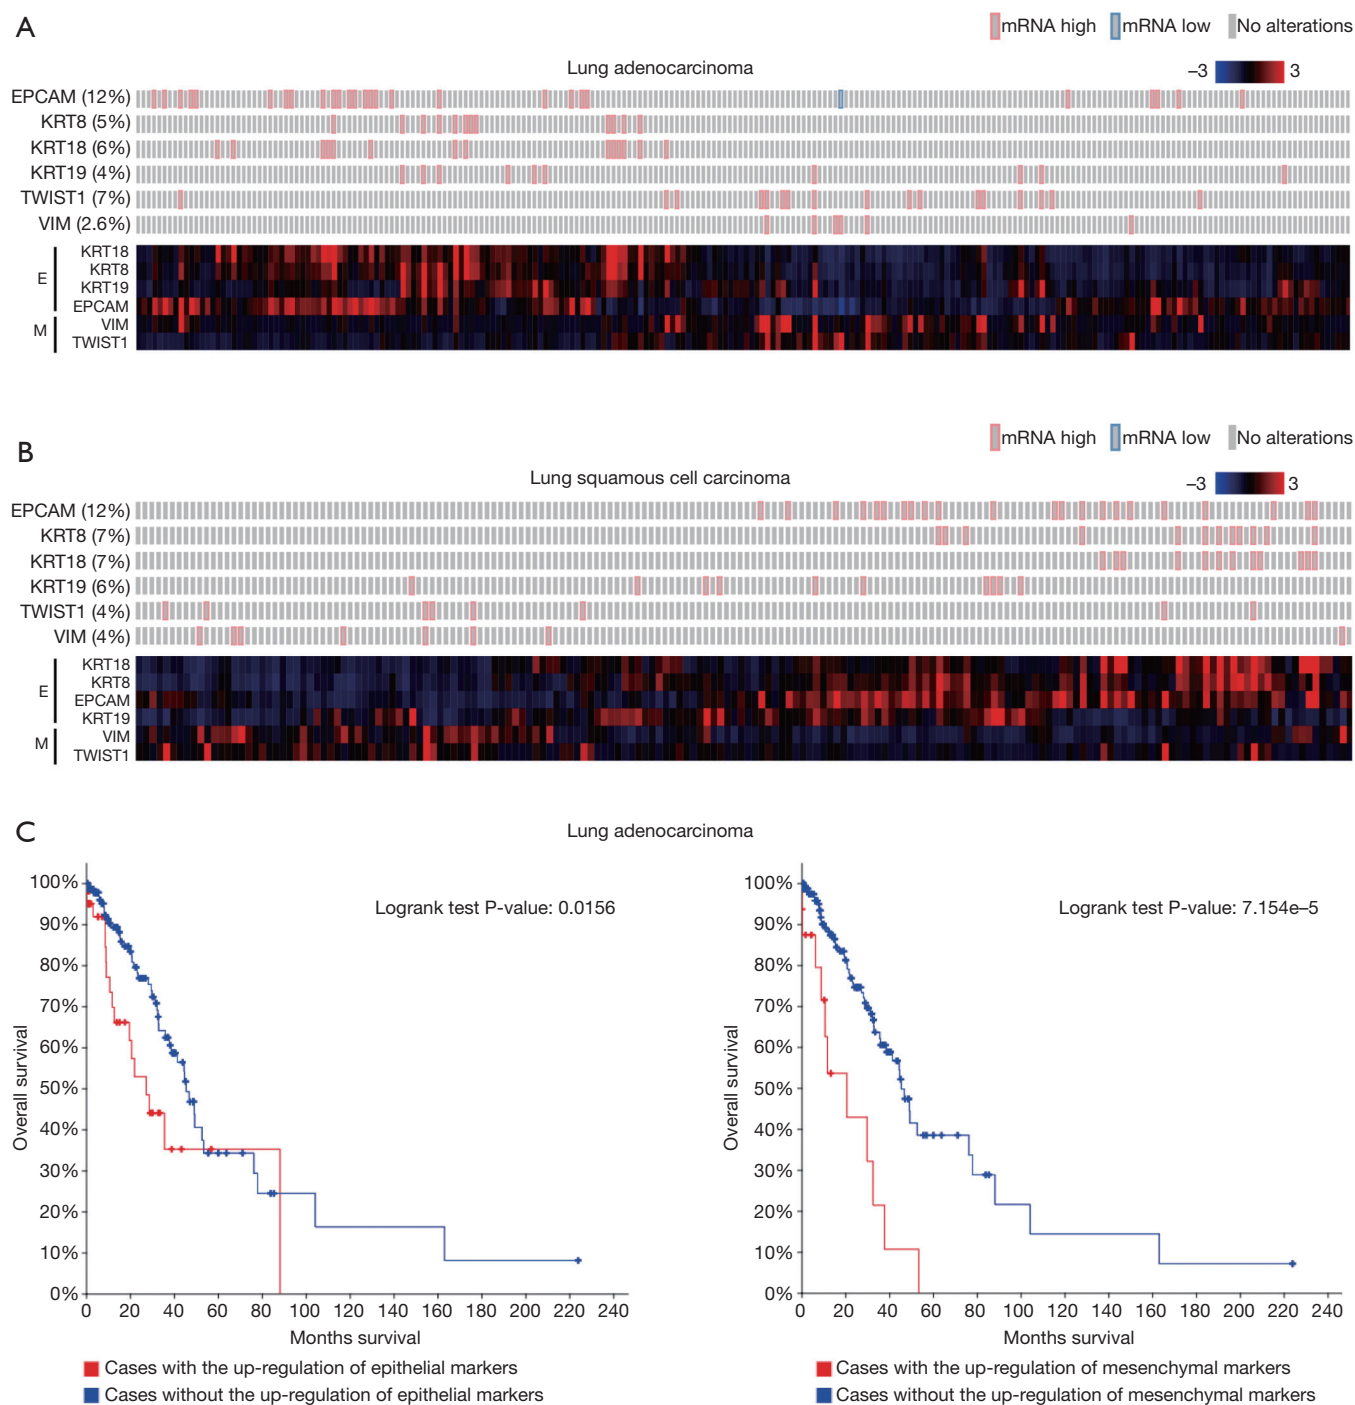 A
mRNA high mRNA low No alterations
Lung adenocarcinoma
–3 3
EPCAM (12%)
KRT8 (5%)
KRT18 (6%)
KRT19 (4%)
TWIST1 (7%)
VIM (2.6%)
E
KRT18
KRT8
KRT19
EPCAM
M
VIM
TWIST1
B
mRNA high mRNA low No alterations
Lung squamous cell carcinoma
–3 3
EPCAM (12%)
KRT8 (7%)
KRT18 (7%)
KRT19 (6%)
TWIST1 (4%)
VIM (4%)
E
KRT18
KRT8
EPCAM
KRT19
M
VIM
TWIST1
C
Lung adenocarcinoma
Logrank test P-value: 0.0156
Overall survival
100%
90%
80%
70%
60%
50%
40%
30%
20%
10%
0%
0 20 40 60 80 100 120 140 160 180 200 220 240
Months survival
Cases with the up-regulation of epithelial markers
Cases without the up-regulation of epithelial markers
Logrank test P-value: 7.154e–5
Overall survival
100%
90%
80%
70%
60%
50%
40%
30%
20%
10%
0%
0 20 40 60 80 100 120 140 160 180 200 220 240
Months survival
Cases with the up-regulation of mesenchymal markers
Cases without the up-regulation of mesenchymal markers